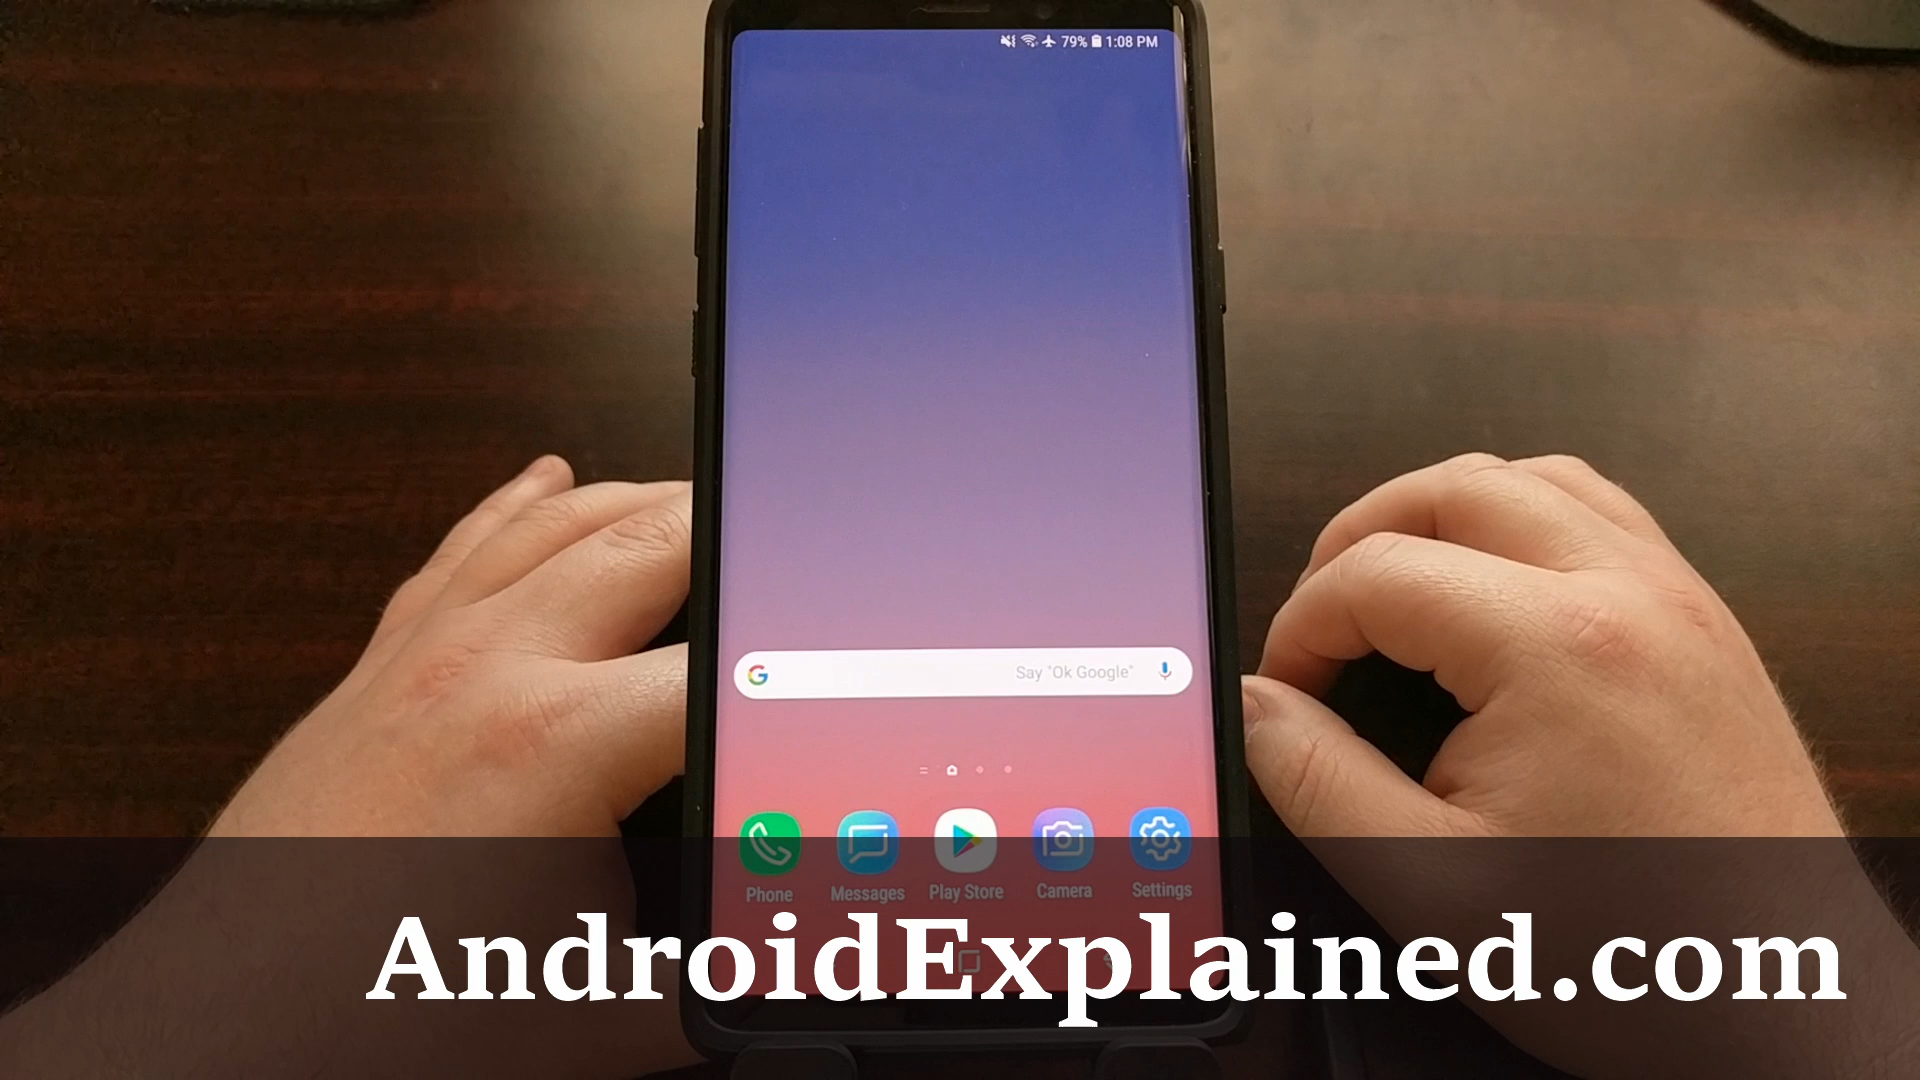 79% 1:08 PM
G Say "Ok Google"
Phone Messages Play Store Camera Settings
AndroidExplained.com